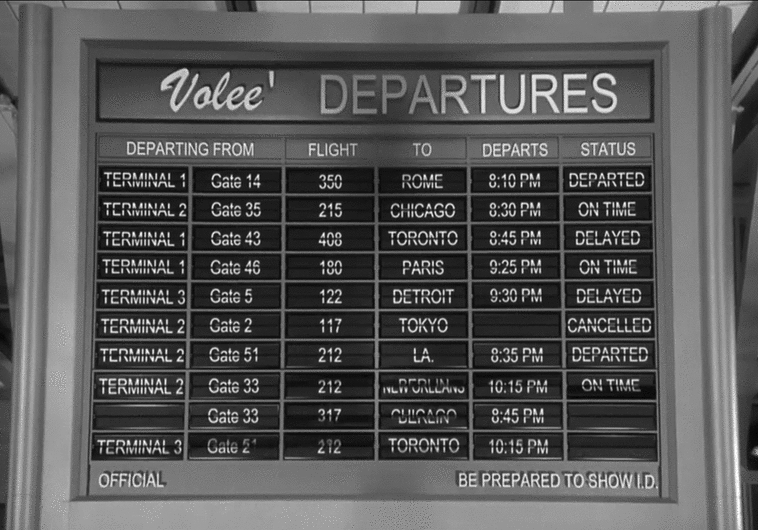 Volee' DEPARTURES
DEPARTING FROM FLIGHT TO DEPARTS STATUS
TERMINAL 1 Gate 14 350 ROME 8:10 PM DEPARTED
TERMINAL 2 Gate 35 215 CHICAGO 8:30 PM ON TIME
TERMINAL 1 Gate 43 408 TORONTO 8:45 PM DELAYED
TERMINAL 1 Gate 46 180 PARIS 9:25 PM ON TIME
TERMINAL 3 Gate 5 122 DETROIT 9:30 PM DELAYED
TERMINAL 2 Gate 2 117 TOKYO CANCELLED
TERMINAL 2 Gate 51 212 L.A. 8:35 PM DEPARTED
TERMINAL 2 Gate 33 212 10:15 PM ON TIME
Gate 33 317 8:45 PM
TERMINAL 3 Gate 212 TORONTO 10:15 PM
OFFICIAL BE PREPARED TO SHOW I.D.